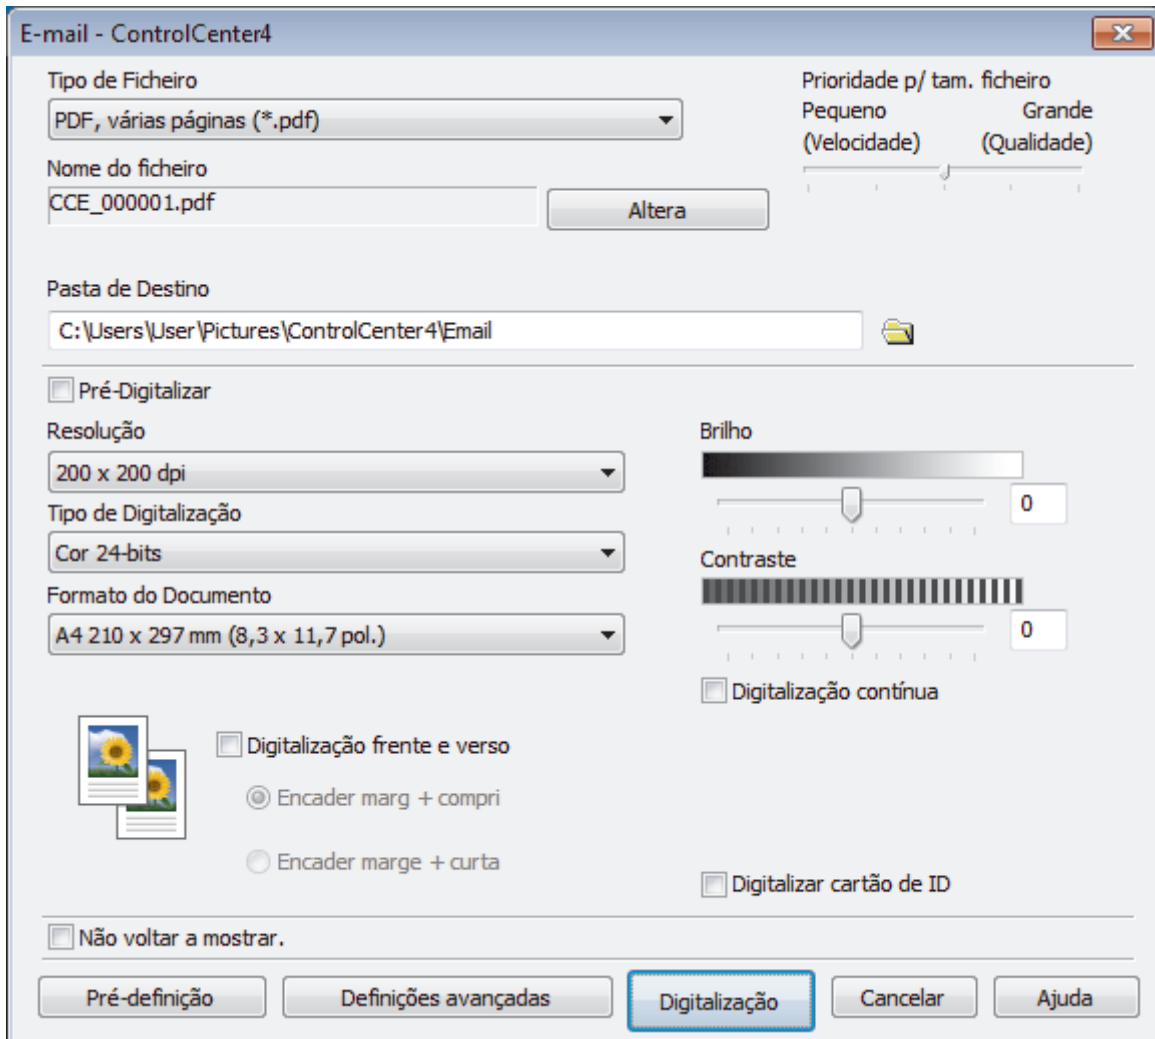 E-mail - ControlCenter4
Tipo de Ficheiro
PDF, várias páginas (*.pdf)
Prioridade p/ tam. ficheiro
Pequeno Grande
(Velocidade) (Qualidade)
Nome do ficheiro
CCE_000001.pdf
Altera
Pasta de Destino
C:\Users\User\Pictures\ControlCenter4\Email
Pré-Digitalizar
Resolução
200 x 200 dpi
Tipo de Digitalização
Cor 24-bits
Formato do Documento
A4 210 x 297 mm (8,3 x 11,7 pol.)
Brilho
0
Contraste
0
Digitalização contínua
Digitalização frente e verso
Encader marg + compri
Encader marge + curta
Digitalizar cartão de ID
Não voltar a mostrar.
Pré-definição
Definições avançadas
Digitalização
Cancelar
Ajuda